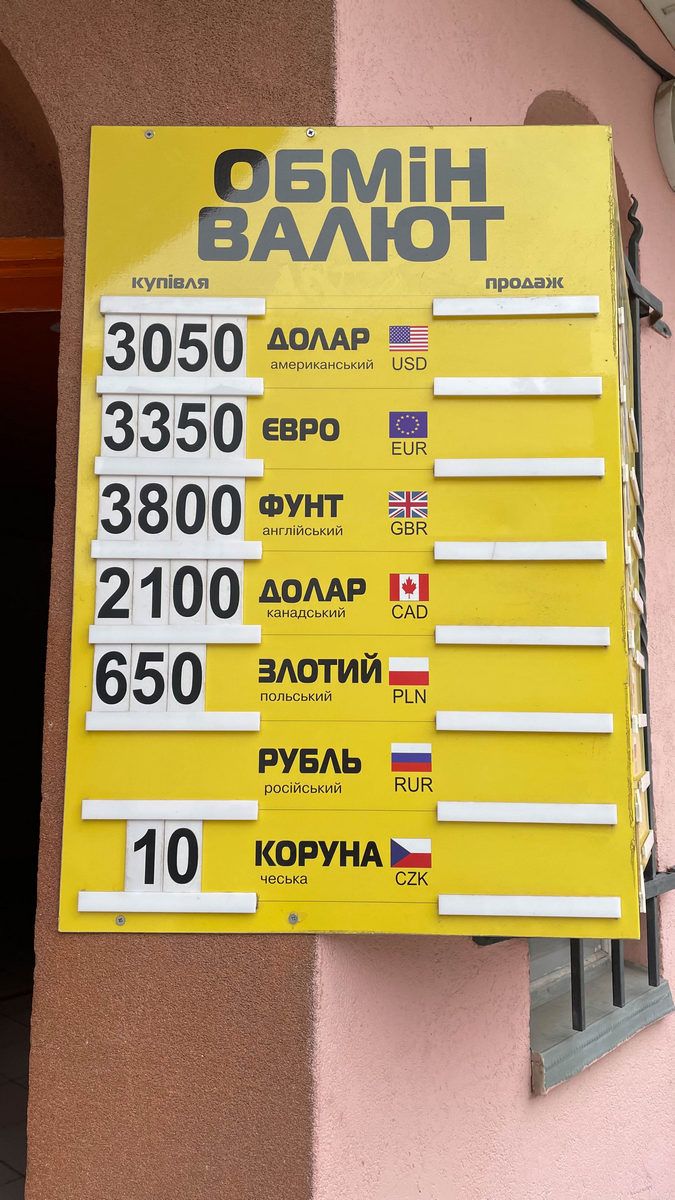 ОБМіН
ВАЛЮТ
купівля продаж
3050 ДОЛАР
американський USD
3350 ЄВРО
EUR
3800 ФУНТ
англійський GBR
2100 ДОЛАР
канадський CAD
650 ЗЛОТИЙ
польський PLN
РУБЛЬ
російський RUR
10 КОРУНА
чеська CZK